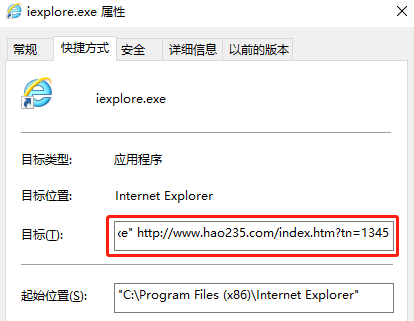 iexplore.exe 属性
常规 快捷方式 安全 详细信息 以前的版本
iexplore.exe
目标类型: 应用程序
目标位置: Internet Explorer
目标(T): xe" http://www.hao235.com/index.htm?tn=1345
起始位置(S): "C:\Program Files (x86)\Internet Explorer"